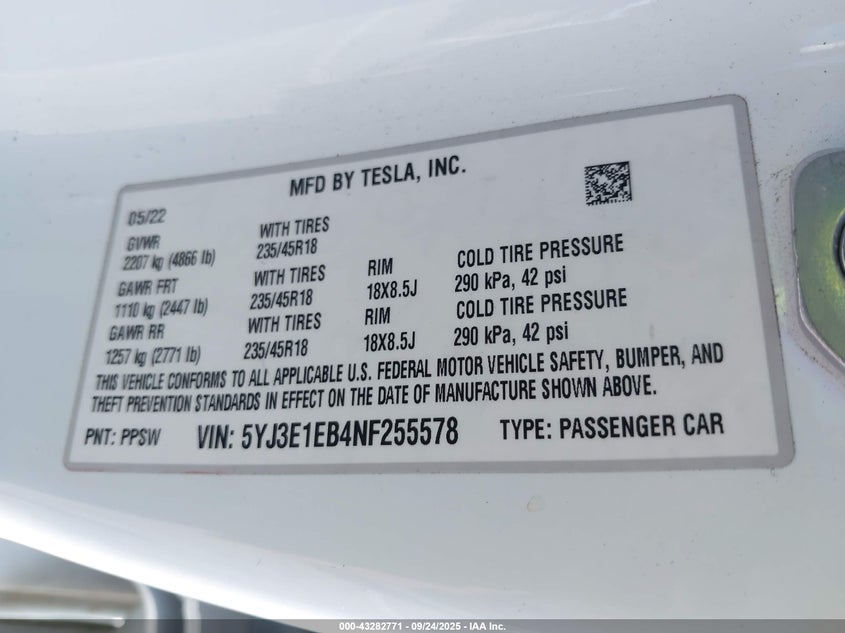 MFD BY TESLA, INC.
05/22
GVWR WITH TIRES
2207 kg (4866 lb) 235/45R18
GAWR FRT WITH TIRES RIM COLD TIRE PRESSURE
1110 kg (2447 lb) 235/45R18 18X8.5J 290 kPa, 42 psi
GAWR RR WITH TIRES RIM COLD TIRE PRESSURE
1257 kg (2771 lb) 235/45R18 18X8.5J 290 kPa, 42 psi
THIS VEHICLE CONFORMS TO ALL APPLICABLE U.S. FEDERAL MOTOR VEHICLE SAFETY, BUMPER, AND
THEFT PREVENTION STANDARDS IN EFFECT ON THE DATE OF MANUFACTURE SHOWN ABOVE.
PNT: PPSW VIN: 5YJ3E1EB4NF255578 TYPE: PASSENGER CAR
000-43282771 - 09/24/2025 - IAA Inc.